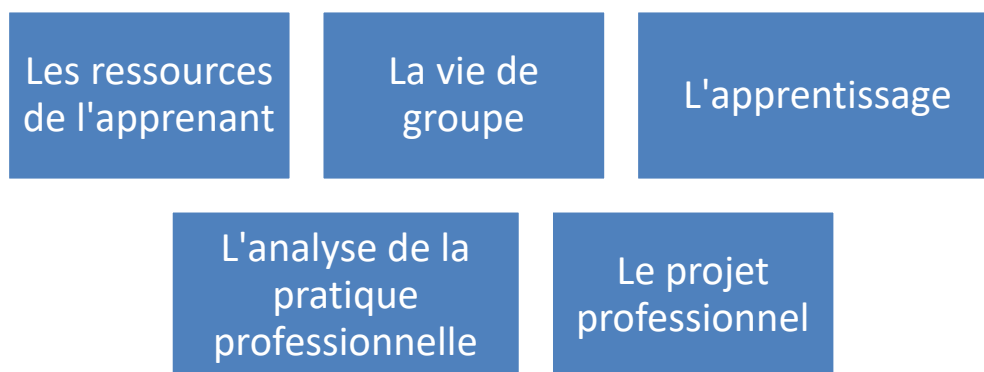 Les ressources
de l'apprenant
La vie de
groupe
L'apprentissage
L'analyse de la
pratique
professionnelle
Le projet
professionnel